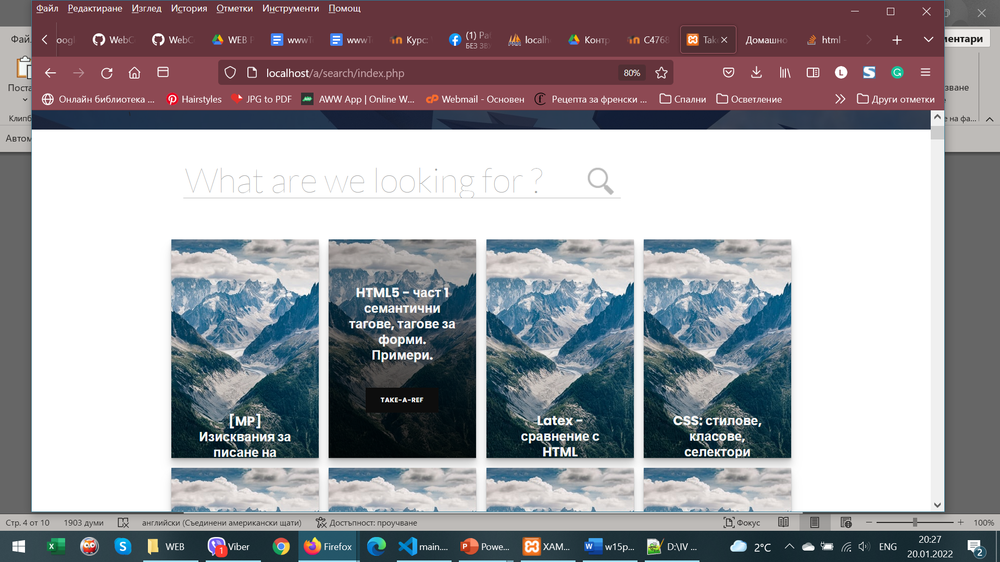 Файл Редактиране Изглед История Отметки Инструменти Помощ
WebC WebC WEB P wwwT wwwT Курс: (1) Ра localh Контр C4768 Tak Домашно html -
БЕЗ ЗВУ
localhost/a/search/index.php 80% L
Онлайн библиотека ... Hairstyles JPG to PDF AWW App | Online W... Webmail - Основен Рецепта за френски ... Спални Осветление Други отметки
Фай
ментари
Поста
зване
Клипб
е на фа...
Автом
What are we looking for ?
[MP]
Изисквания за
писане на
HTML5 - част 1
семантични
тагове, тагове за
форми.
Примери.
TAKE-A-REF
Latex -
сравнение с
HTML
CSS: стилове,
класове,
селектори
Стр. 4 от 10 1903 думи английски (Съединени американски щати) Достъпност: проучване Фокус 100%
WEB Viber 1 Firefox main.... Powe... XAM... w15p... D:\IV ... 2°C ENG 20:27
20.01.2022 2